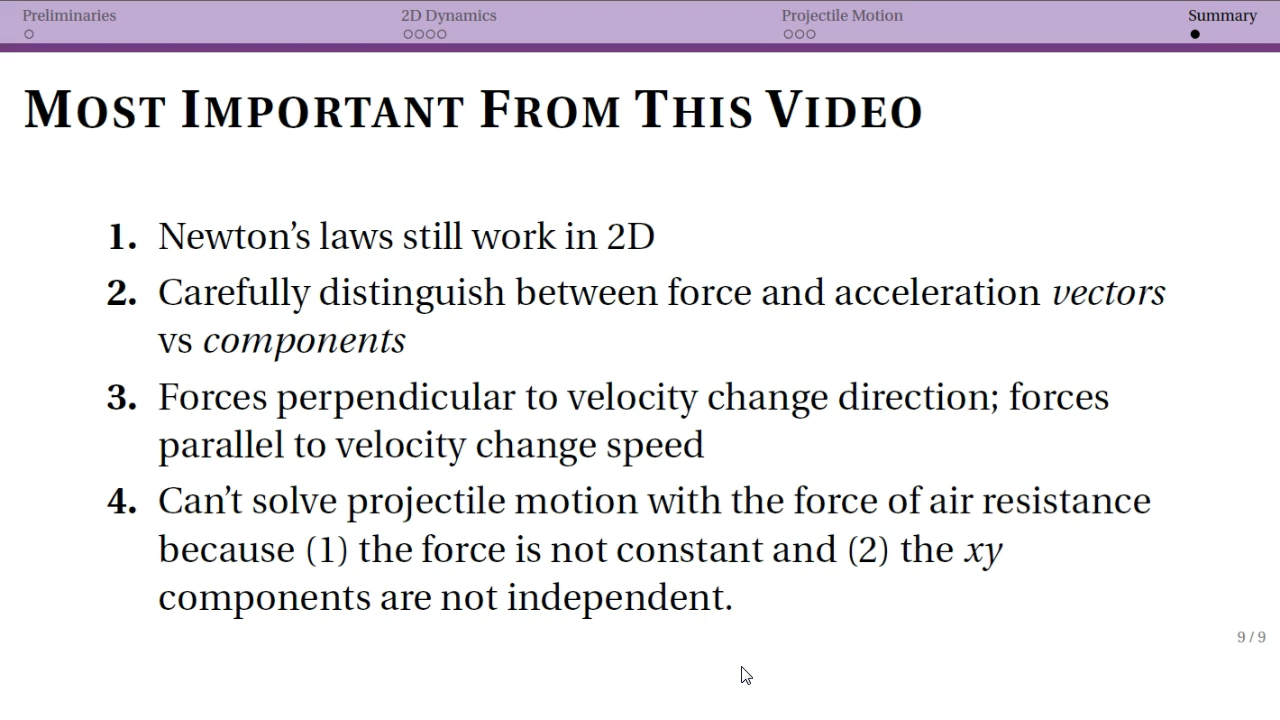 Preliminaries 2D Dynamics Projectile Motion Summary
MOST IMPORTANT FROM THIS VIDEO
1. Newton's laws still work in 2D
2. Carefully distinguish between force and acceleration vectors
vs components
3. Forces perpendicular to velocity change direction; forces
parallel to velocity change speed
4. Can't solve projectile motion with the force of air resistance
because (1) the force is not constant and (2) the xy
components are not independent.
9 / 9